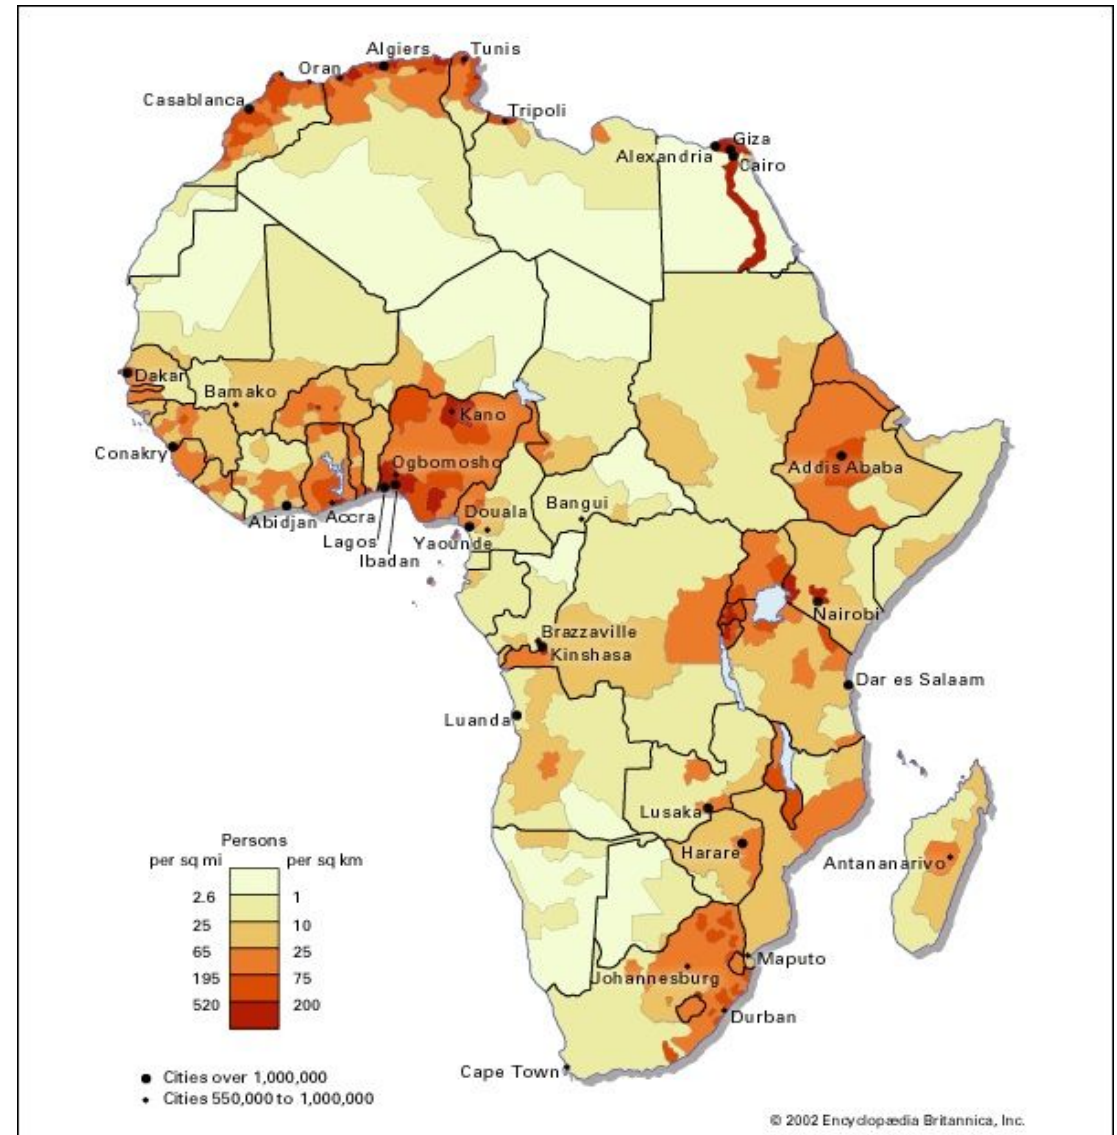 Algiers
Tunis
Oran
Casablanca
Tripoli
Giza
Alexandria
Cairo
Dakar
Bamako
Kano
Conakry
Ogbomosho
Addis Ababa
Abidjan
Accra
Lagos
Ibadan
Douala
Yaounde
Bangui
Nairobi
Brazzaville
Kinshasa
Dar es Salaam
Luanda
Lusaka
Harare
Antananarivo
Maputo
Johannesburg
Durban
Cape Town
Persons
per sq mi per sq km
2.6 1
25 10
65 25
195 75
520 200
Cities over 1,000,000
Cities 550,000 to 1,000,000
© 2002 Encyclopædia Britannica, Inc.